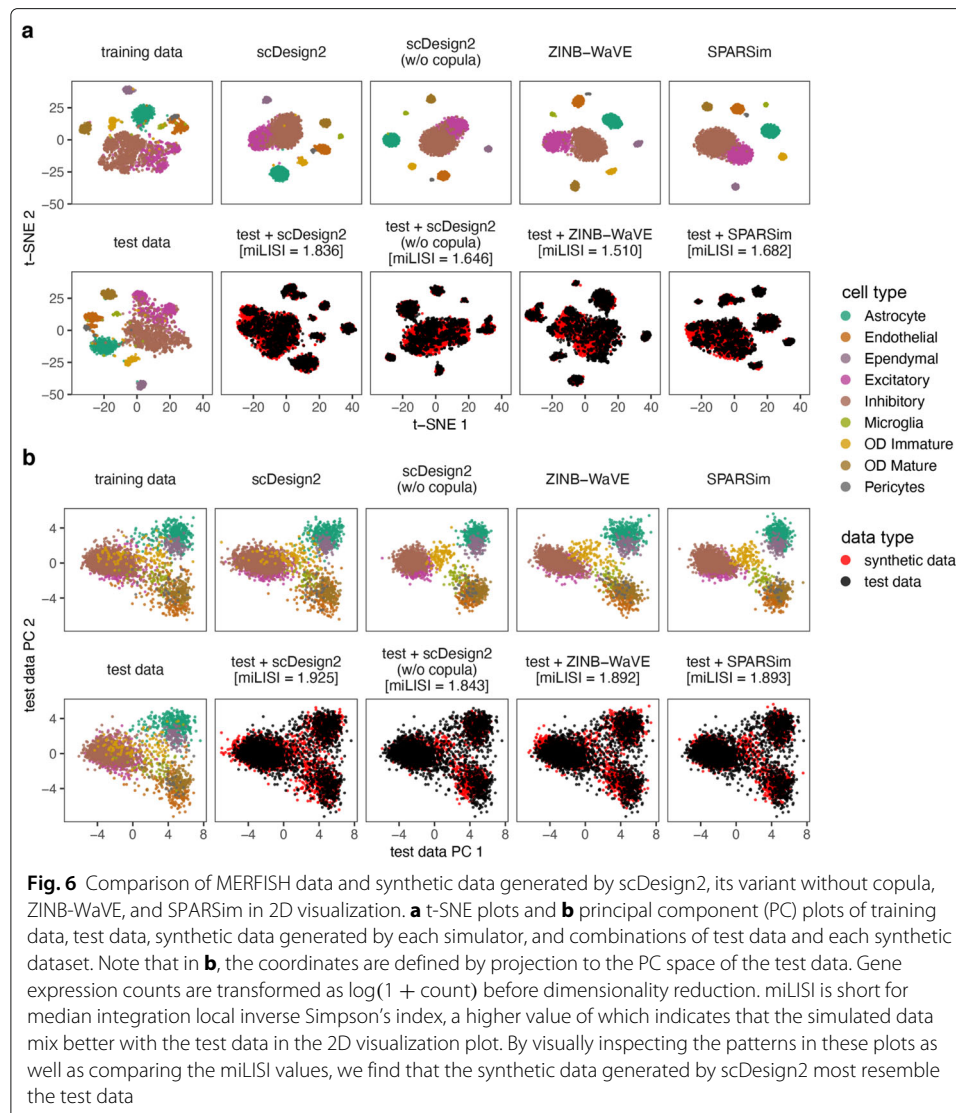 a
training data
scDesign2
scDesign2
(w/o copula)
ZINB−WaVE
SPARSim
25
0
−25
−50
t−SNE 2
test data
test + scDesign2
[miLISI = 1.836]
test + scDesign2
(w/o copula)
[miLISI = 1.646]
test + ZINB−WaVE
[miLISI = 1.510]
test + SPARSim
[miLISI = 1.682]
25
0
−25
−50
−20 0 20 40 −20 0 20 40 −20 0 20 40 −20 0 20 40 −20 0 20 40
t−SNE 1
b
training data
scDesign2
scDesign2
(w/o copula)
ZINB−WaVE
SPARSim
4
0
−4
test data PC 2
test data
test + scDesign2
[miLISI = 1.925]
test + scDesign2
(w/o copula)
[miLISI = 1.843]
test + ZINB−WaVE
[miLISI = 1.892]
test + SPARSim
[miLISI = 1.893]
4
0
−4
−4 0 4 8 −4 0 4 8 −4 0 4 8 −4 0 4 8 −4 0 4 8
test data PC 1
cell type
Astrocyte
Endothelial
Ependymal
Excitatory
Inhibitory
Microglia
OD Immature
OD Mature
Pericytes
data type
synthetic data
test data
Fig. 6 Comparison of MERFISH data and synthetic data generated by scDesign2, its variant without copula,
ZINB-WaVE, and SPARSim in 2D visualization. a t-SNE plots and b principal component (PC) plots of training
data, test data, synthetic data generated by each simulator, and combinations of test data and each synthetic
dataset. Note that in b, the coordinates are defined by projection to the PC space of the test data. Gene
expression counts are transformed as log(1 + count) before dimensionality reduction. miLISI is short for
median integration local inverse Simpson's index, a higher value of which indicates that the simulated data
mix better with the test data in the 2D visualization plot. By visually inspecting the patterns in these plots as
well as comparing the miLISI values, we find that the synthetic data generated by scDesign2 most resemble
the test data